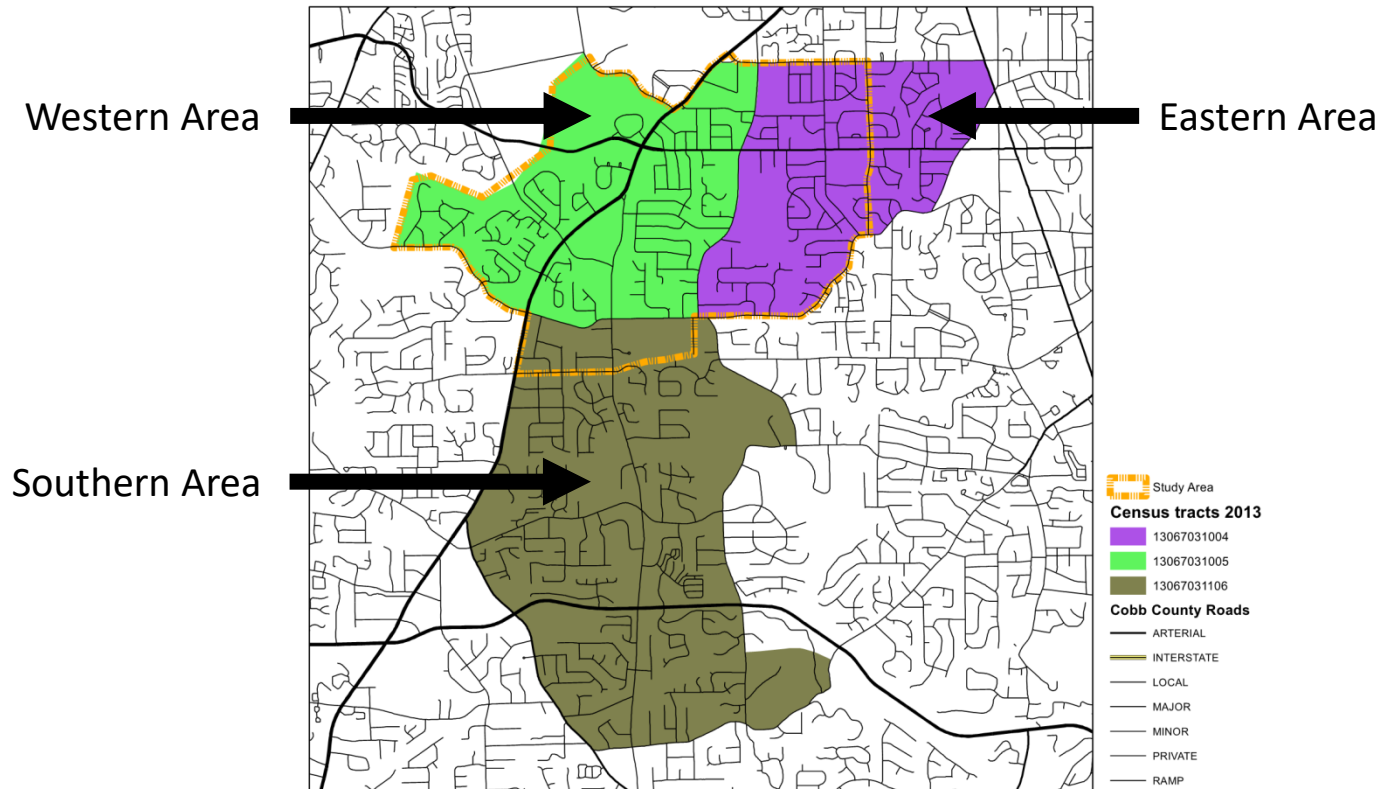 Western Area
Eastern Area
Southern Area
Study Area
Census tracts 2013
13067031004
13067031005
13067031106
Cobb County Roads
ARTERIAL
INTERSTATE
LOCAL
MAJOR
MINOR
PRIVATE
RAMP